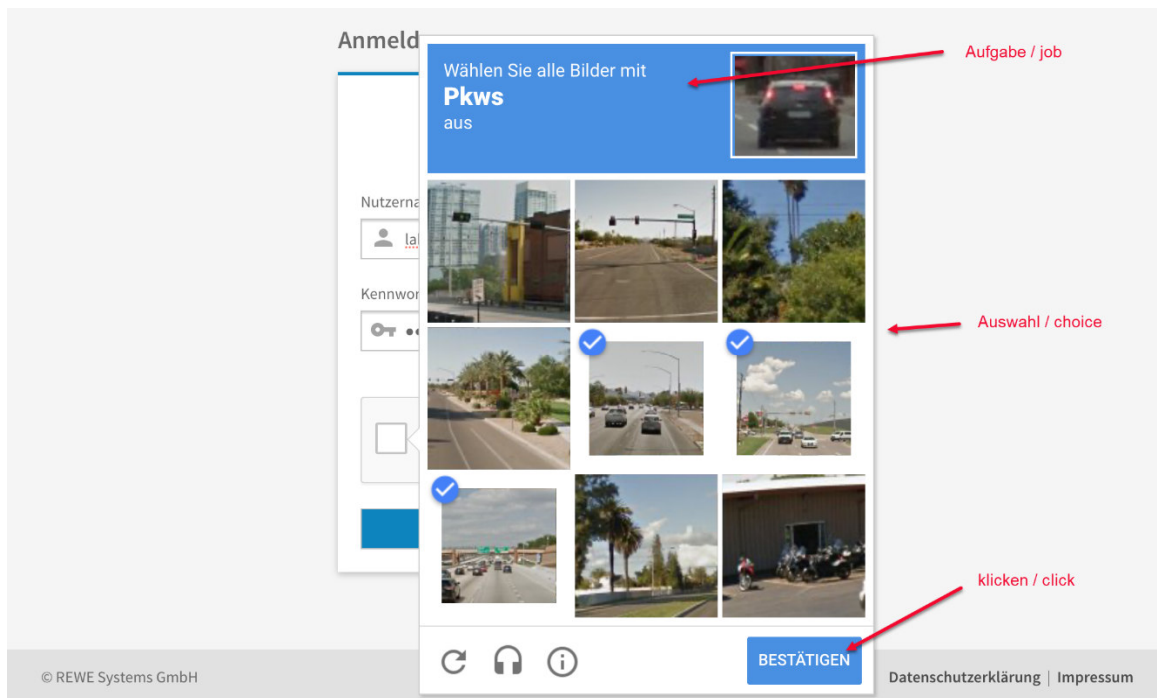 Anmeld
Wählen Sie alle Bilder mit
Pkws
aus
Aufgabe / job
Nutzerna
Kennwor
Auswahl / choice
klicken / click
BESTÄTIGEN
© REWE Systems GmbH
Datenschutzerklärung | Impressum